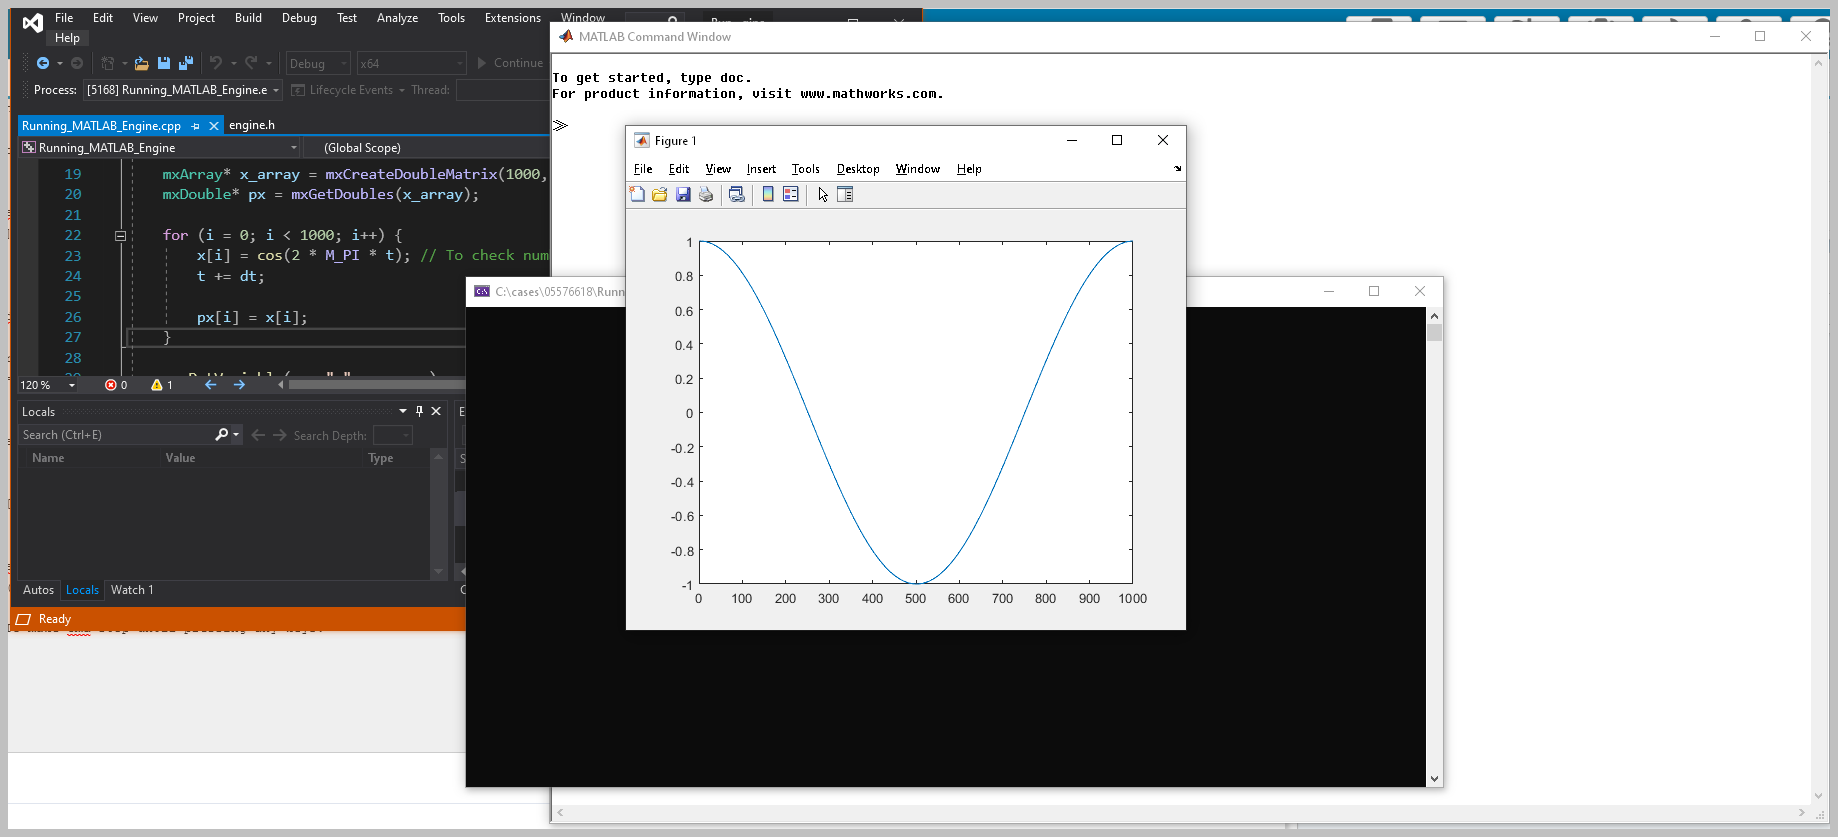 File Edit View Project Build Debug Test Analyze Tools Extensions Window
Help
Debug x64 Continue
Process: [5168] Running_MATLAB_Engine.e Lifecycle Events Thread:
Running_MATLAB_Engine.cpp engine.h
Running_MATLAB_Engine (Global Scope)
19 mxArray* x_array = mxCreateDoubleMatrix(1000,
20 mxDouble* px = mxGetDoubles(x_array);
21
22 for (i = 0; i < 1000; i++) {
23 x[i] = cos(2 * M_PI * t); // To check num
24 t += dt;
25
26 px[i] = x[i];
27 }
28
120 % 0 1
Locals
Search (Ctrl+E) Search Depth:
Name Value Type
Autos Locals Watch 1
Ready
MATLAB Command Window
To get started, type doc.
For product information, visit www.mathworks.com.
>>
C:\cases\05576618\Runn
Figure 1
File Edit View Insert Tools Desktop Window Help
1
0.8
0.6
0.4
0.2
0
-0.2
-0.4
-0.6
-0.8
-1
0 100 200 300 400 500 600 700 800 900 1000